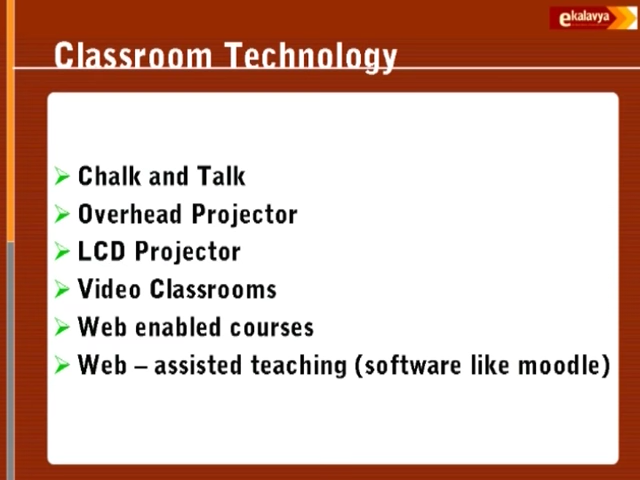 ekalavya
Classroom Technology
Chalk and Talk
Overhead Projector
LCD Projector
Video Classrooms
Web enabled courses
Web – assisted teaching (software like moodle)